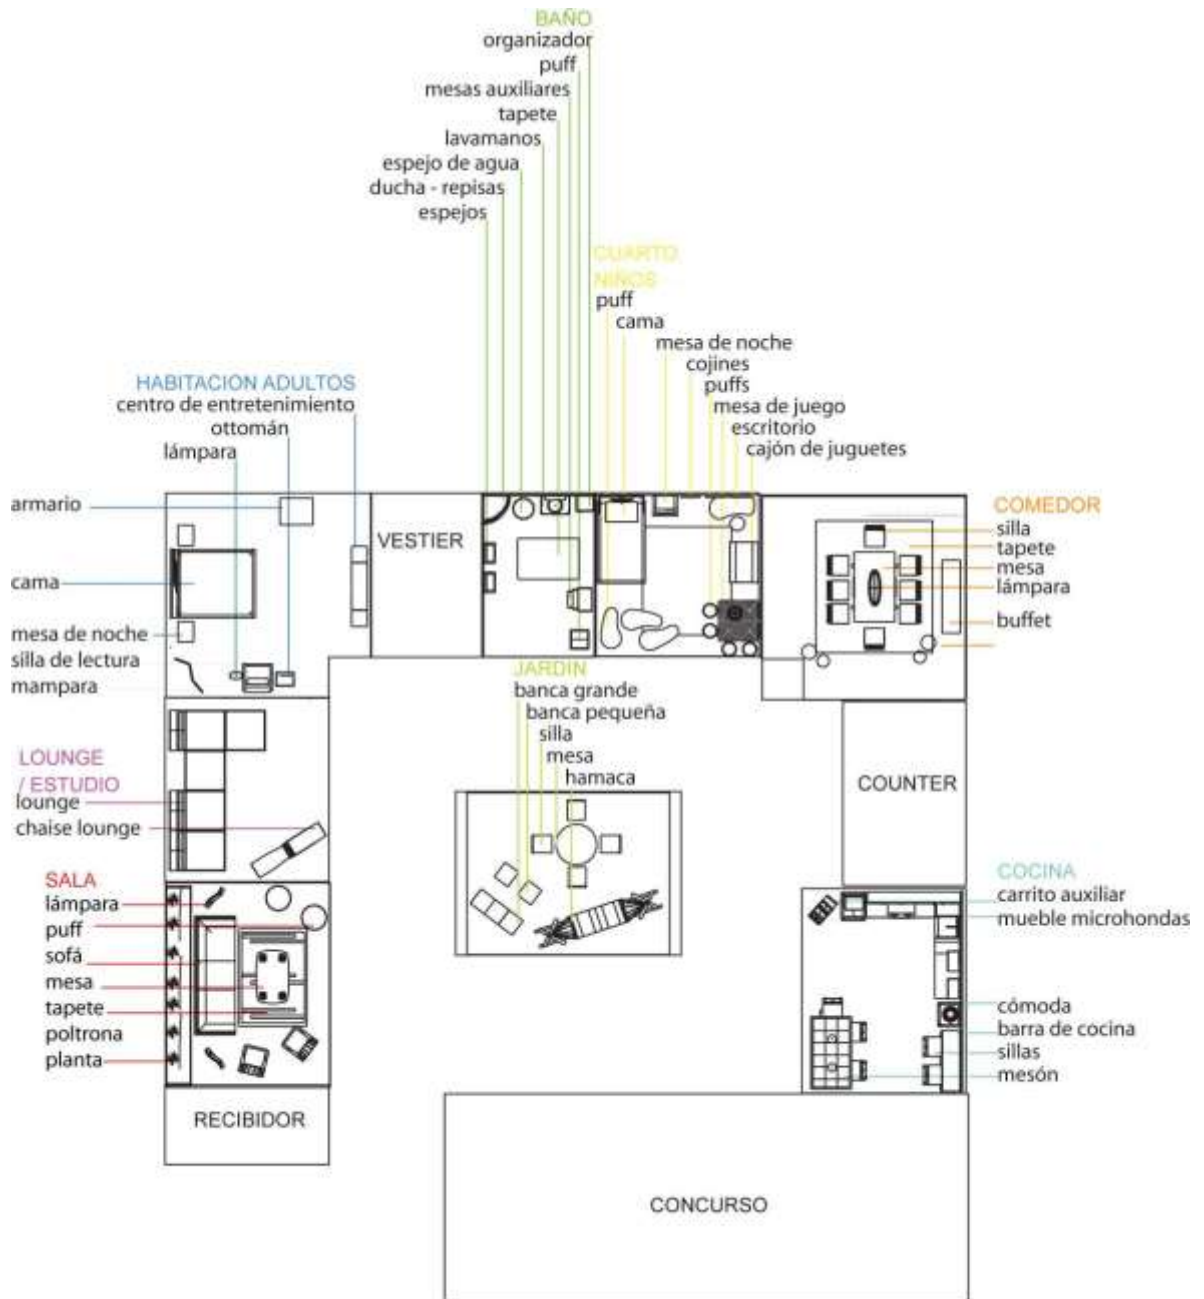 BAÑO
organizador
puff
mesas auxiliares
tapete
lavamanos
espejo de agua
ducha - repisas
espejos
CUARTO
NIÑOS
puff
cama
mesa de noche
cojines
puffs
mesa de juego
escritorio
cajón de juguetes
HABITACION ADULTOS
centro de entretenimiento
ottomán
lámpara
armario
cama
mesa de noche
silla de lectura
mampara
VESTIER
COMEDOR
silla
tapete
mesa
lámpara
buffet
JARDIN
banca grande
banca pequeña
silla
mesa
hamaca
LOUNGE
/ ESTUDIO
lounge
chaise lounge
COUNTER
SALA
lámpara
puff
sofá
mesa
tapete
poltrona
planta
COCINA
carrito auxiliar
mueble microhondas
cómoda
barra de cocina
sillas
mesón
RECIBIDOR
CONCURSO